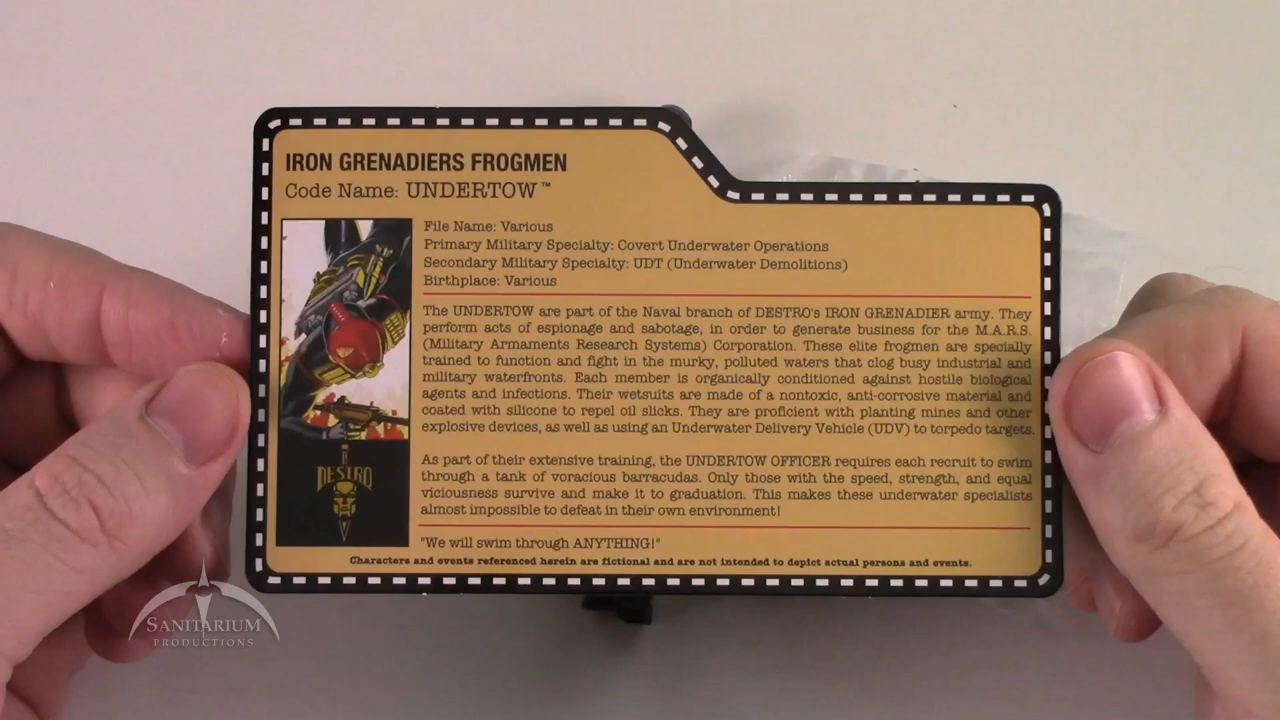 IRON GRENADIERS FROGMEN
Code Name: UNDERTOW™
File Name: Various
Primary Military Specialty: Covert Underwater Operations
Secondary Military Specialty: UDT (Underwater Demolitions)
Birthplace: Various
The UNDERTOW are part of the Naval branch of DESTRO's IRON GRENADIER army. They
perform acts of espionage and sabotage, in order to generate business for the M.A.R.S.
(Military Armaments Research Systems) Corporation. These elite frogmen are specially
trained to function and fight in the murky, polluted waters that clog busy industrial and
military waterfronts. Each member is organically conditioned against hostile biological
agents and infections. Their wetsuits are made of a nontoxic, anti-corrosive material and
coated with silicone to repel oil slicks. They are proficient with planting mines and other
explosive devices, as well as using an Underwater Delivery Vehicle (UDV) to torpedo targets.
As part of their extensive training, the UNDERTOW OFFICER requires each recruit to swim
through a tank of voracious barracudas. Only those with the speed, strength, and equal
viciousness survive and make it to graduation. This makes these underwater specialists
almost impossible to defeat in their own environment!
DESTRO
"We will swim through ANYTHING!"
Characters and events referenced herein are fictional and are not intended to depict actual persons and events.
SANITARIUM
PRODUCTIONS